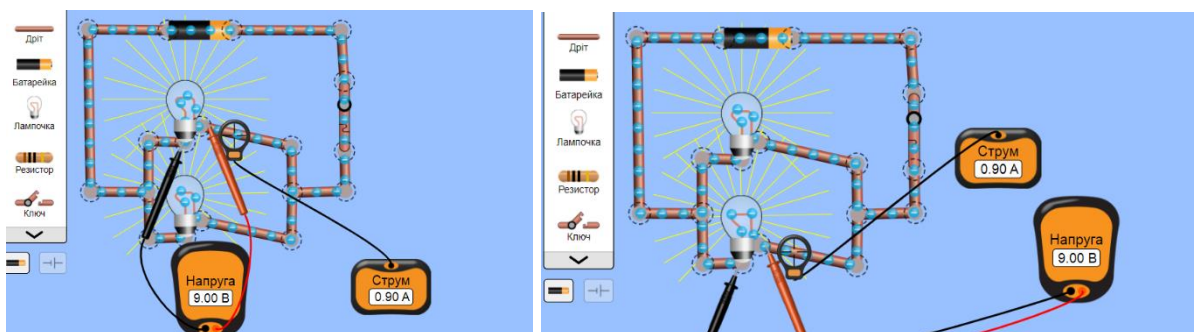 Дріт
Батарейка
Лампочка
Резистор
Ключ
Напруга
9.00 В
Струм
0.90 А
Дріт
Батарейка
Лампочка
Резистор
Ключ
Струм
0.90 А
Напруга
9.00 В